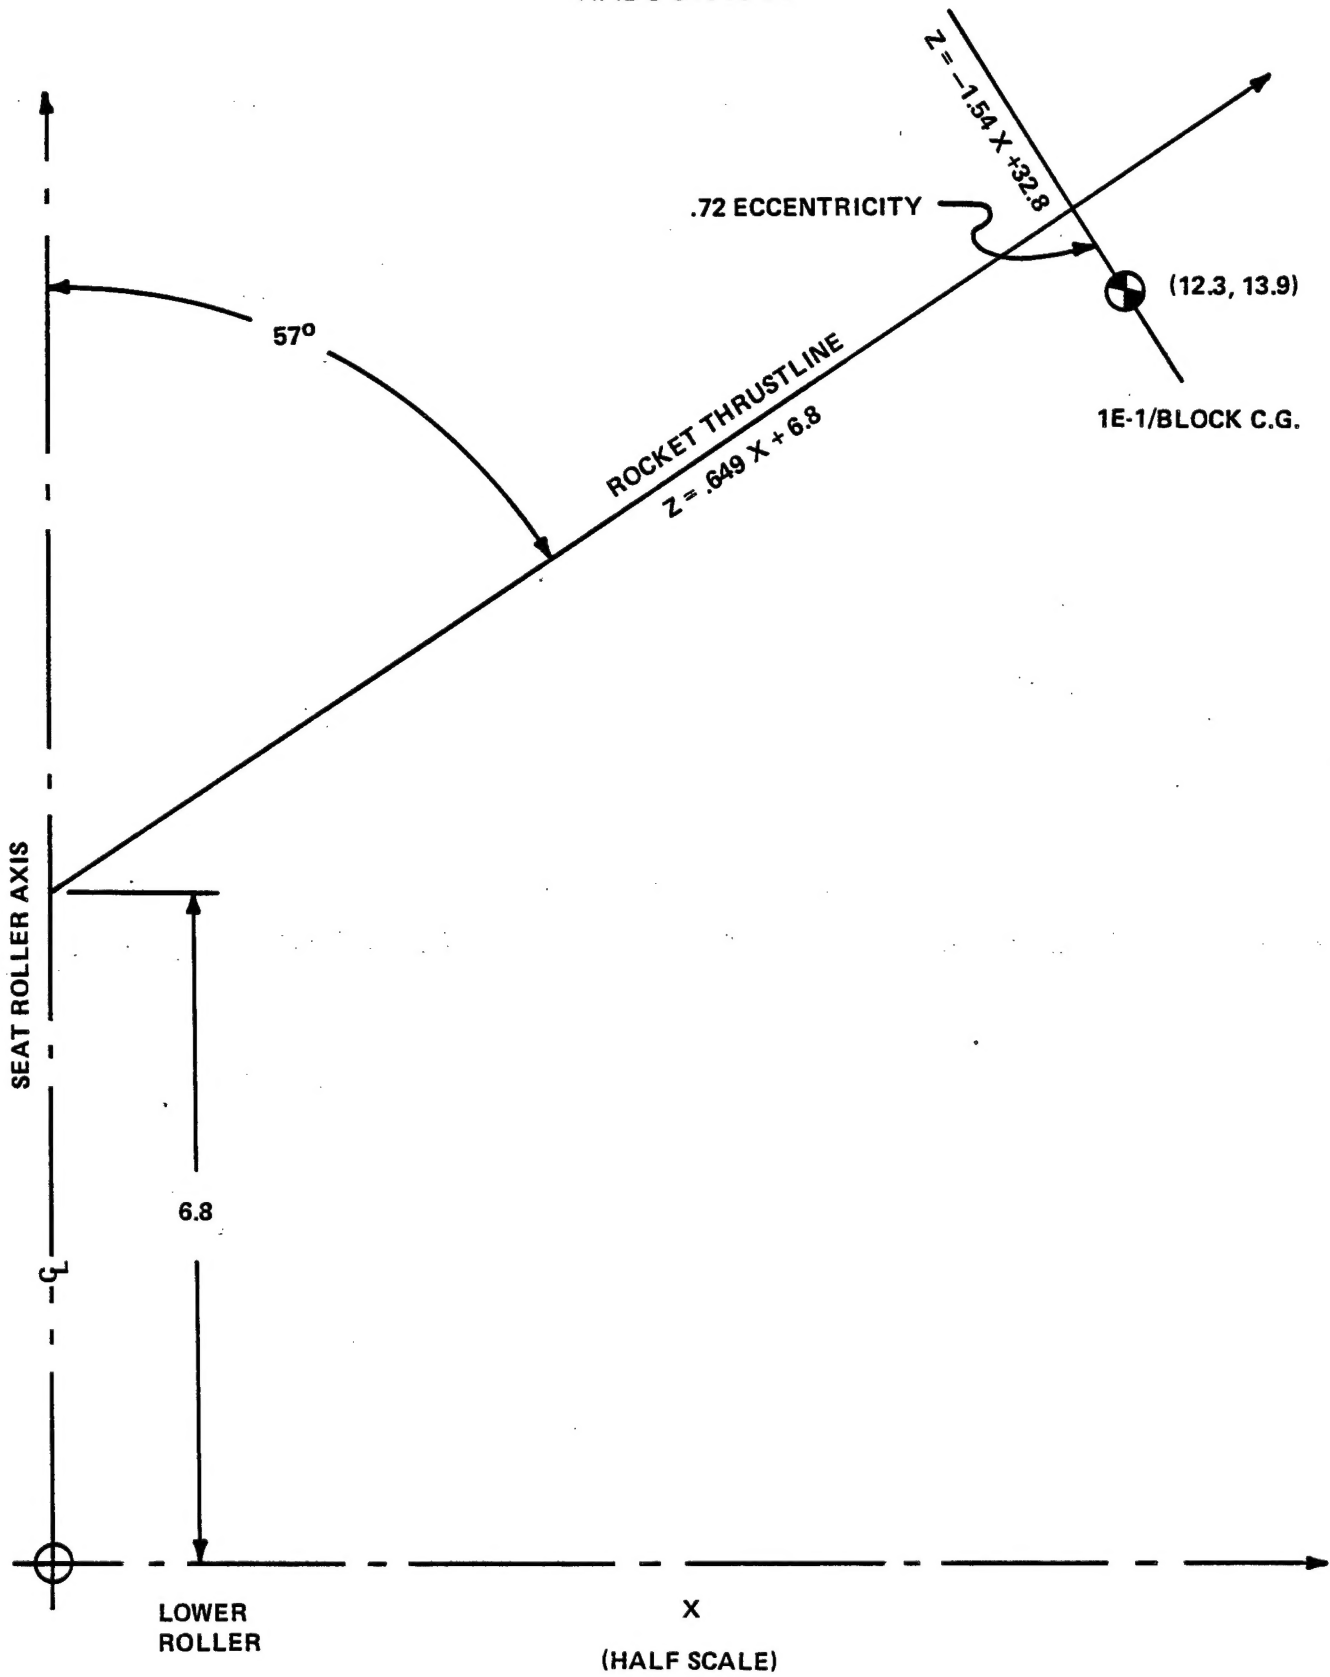 Z = –1.54 X +32.8
.72 ECCENTRICITY
(12.3, 13.9)
57º
ROCKET THRUSTLINE
Z = .649 X + 6.8
1E-1/BLOCK C.G.
SEAT ROLLER AXIS
6.8
℄
LOWER
ROLLER
X
(HALF SCALE)